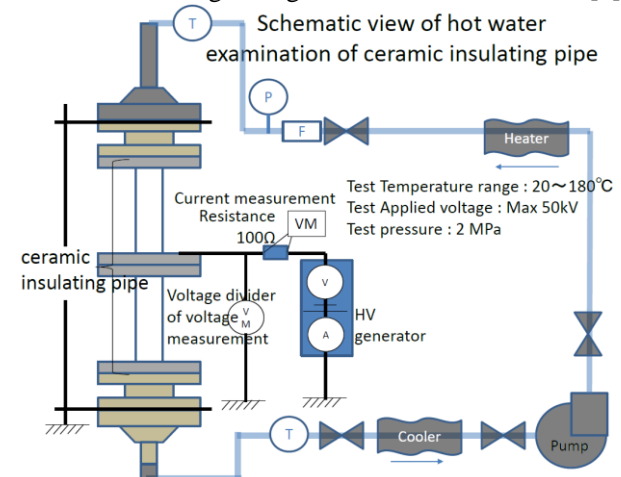 Schematic view of hot water
examination of ceramic insulating pipe
T
P
F
Heater
Test Temperature range : 20～180℃
Test Applied voltage : Max 50kV
Test pressure : 2 MPa
Current measurement
Resistance
100Ω
VM
ceramic
insulating pipe
Voltage divider
of voltage
measurement
V
M
V
A
HV
generator
T
Cooler
Pump